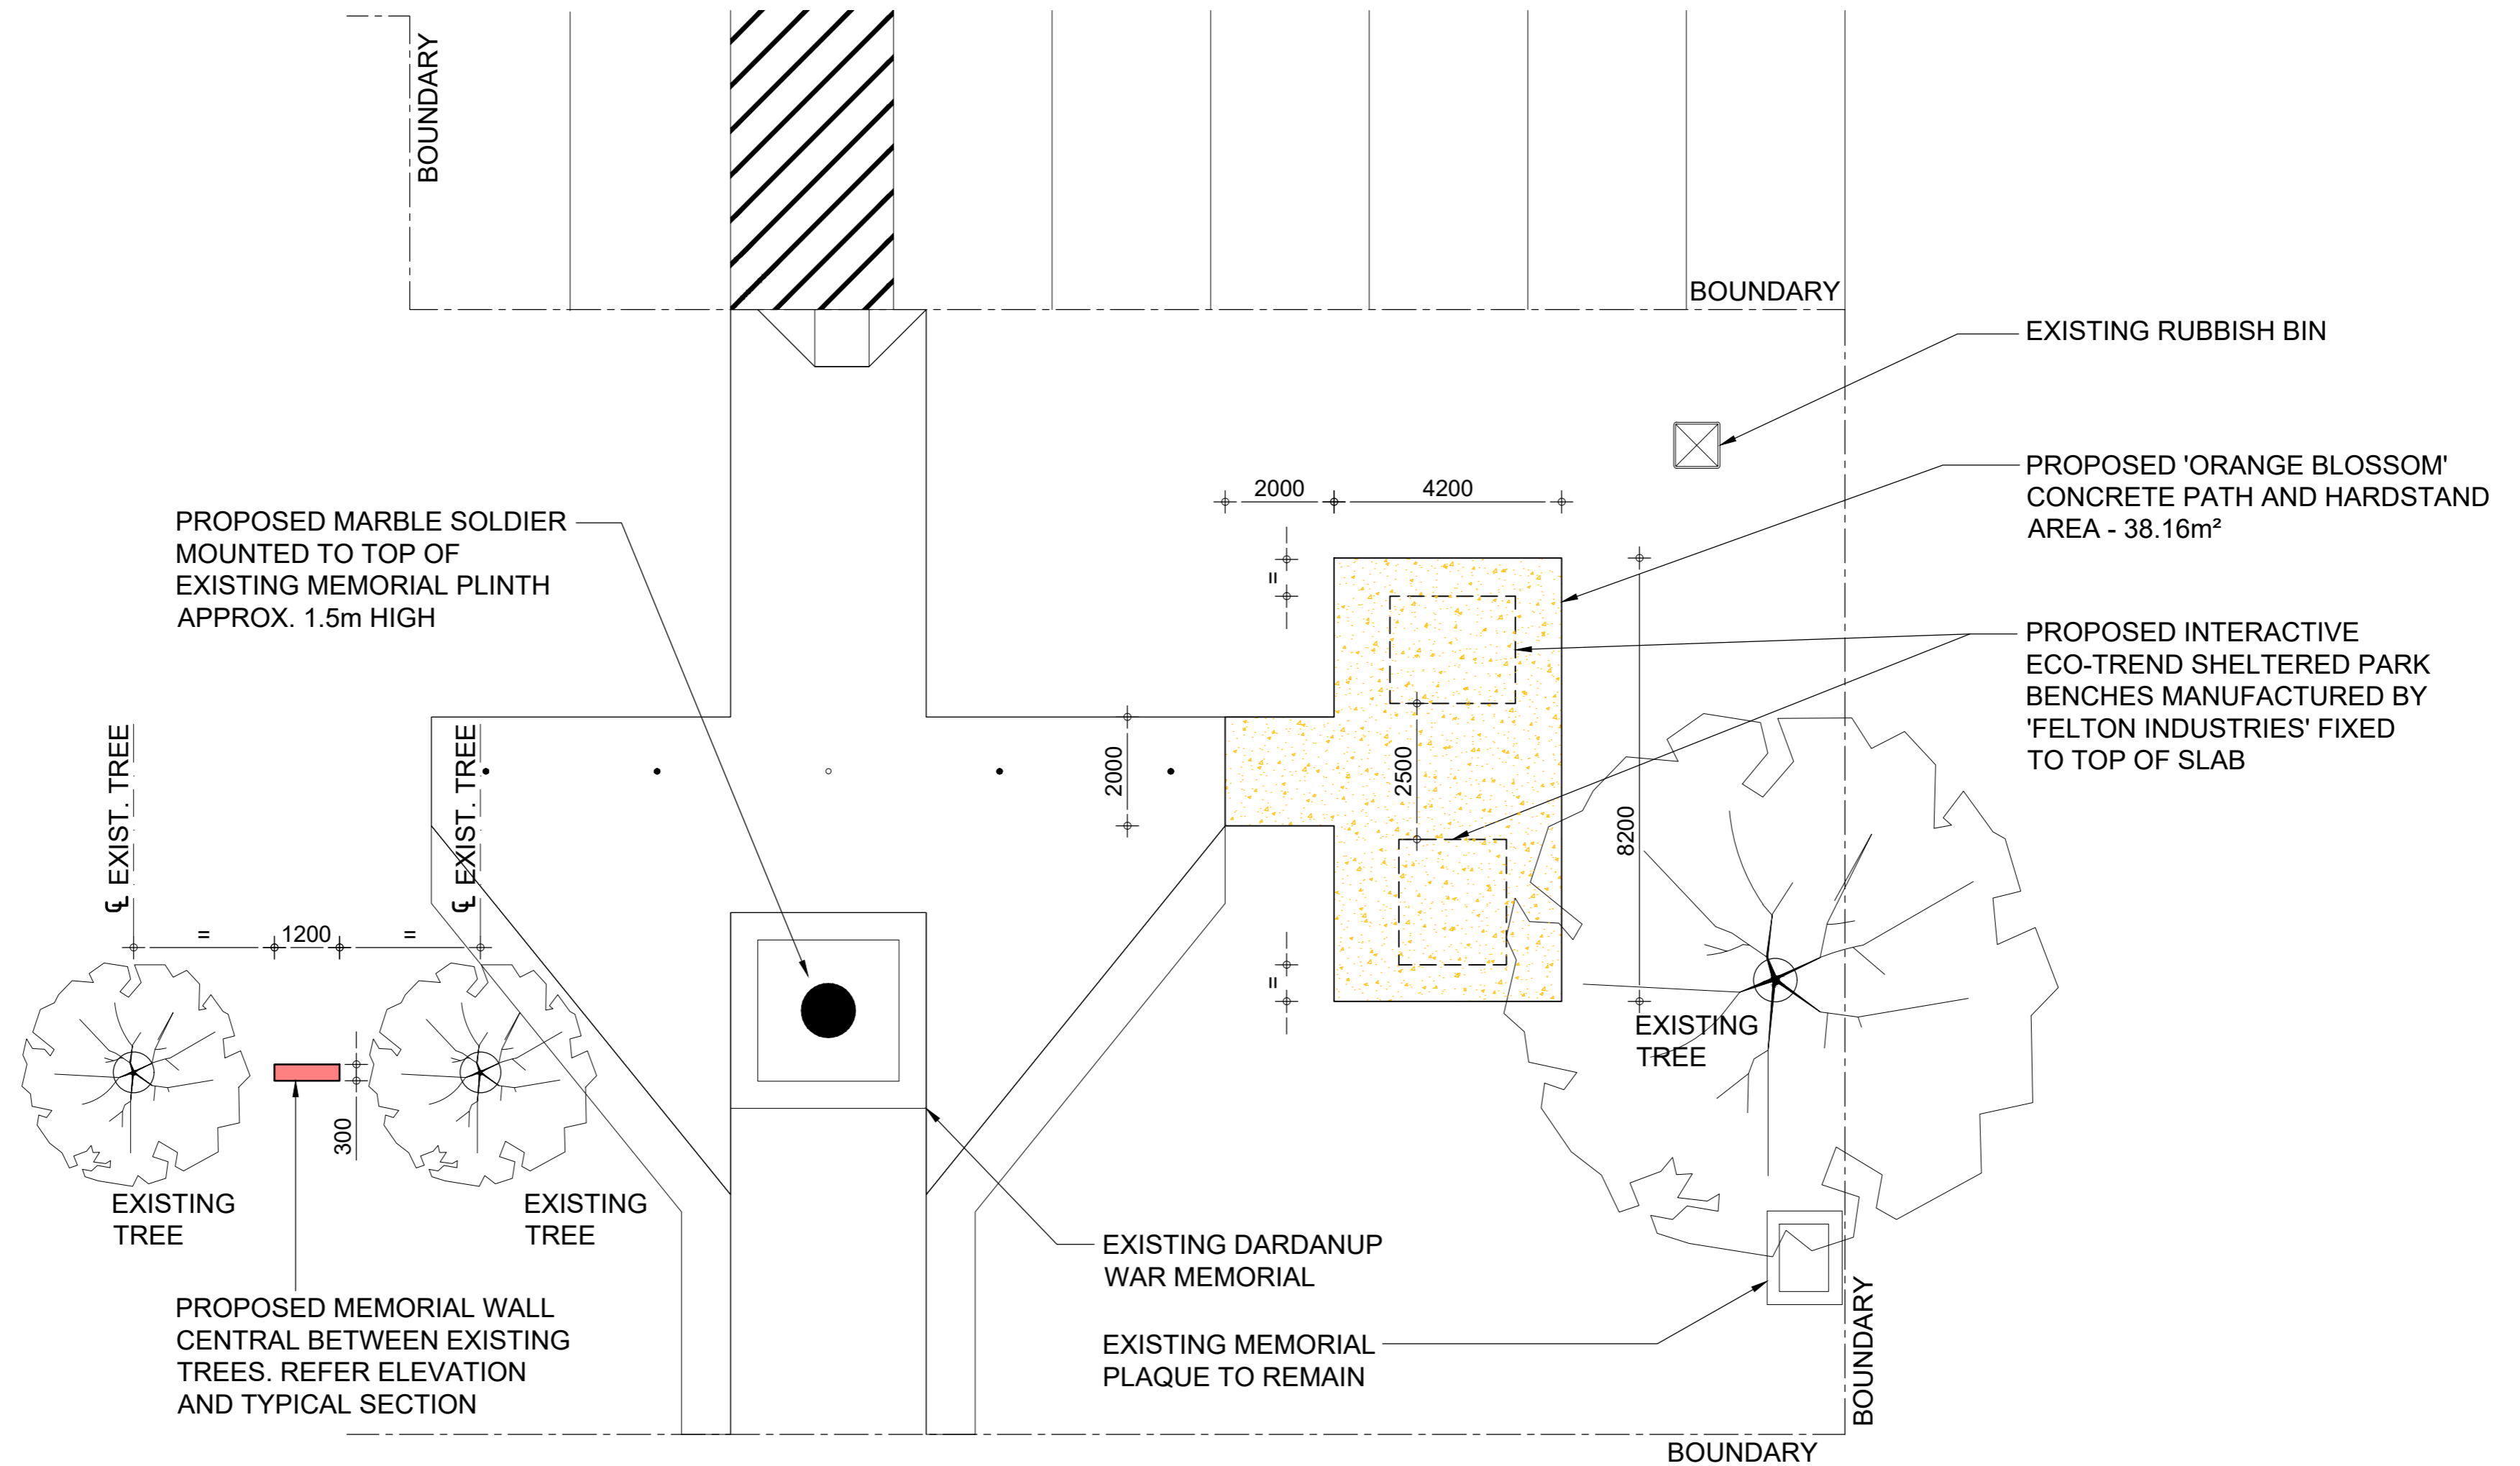 BOUNDARY
BOUNDARY
EXISTING RUBBISH BIN
PROPOSED 'ORANGE BLOSSOM'
CONCRETE PATH AND HARDSTAND
AREA - 38.16m²
2000
4200
PROPOSED MARBLE SOLDIER
MOUNTED TO TOP OF
EXISTING MEMORIAL PLINTH
APPROX. 1.5m HIGH
=
PROPOSED INTERACTIVE
ECO-TREND SHELTERED PARK
BENCHES MANUFACTURED BY
'FELTON INDUSTRIES' FIXED
TO TOP OF SLAB
℄ EXIST. TREE
℄ EXIST. TREE
2000
2500
8200
=
1200
=
=
300
EXISTING
TREE
EXISTING
TREE
EXISTING
TREE
EXISTING DARDANUP
WAR MEMORIAL
PROPOSED MEMORIAL WALL
CENTRAL BETWEEN EXISTING
TREES. REFER ELEVATION
AND TYPICAL SECTION
EXISTING MEMORIAL
PLAQUE TO REMAIN
BOUNDARY
BOUNDARY